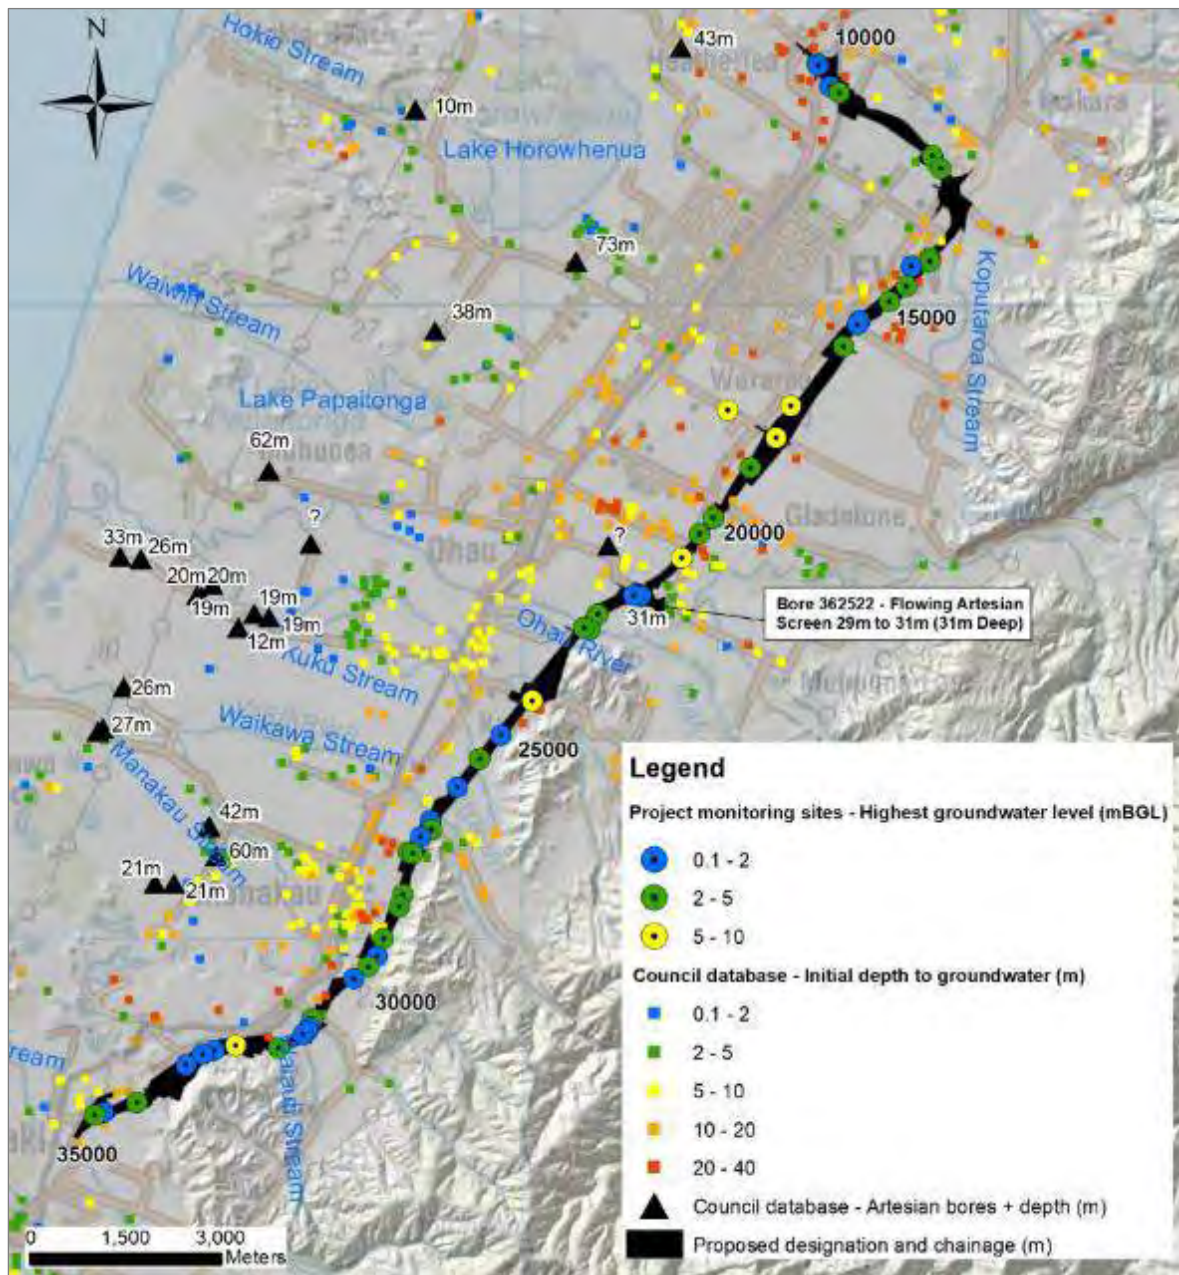 N
Hokio Stream
43m
10000
10m
Lake Horowhenua
73m
Waiwiri Stream
38m
LEVIN
Koputaroa Stream
15000
Lake Papaitonga
62m
?
?
Gladstone
20000
Ohau
33m
26m
20m
20m
19m
19m
19m
12m
31m
Bore 362522 - Flowing Artesian
Screen 29m to 31m (31m Deep)
Ohau River
Kuku Stream
26m
27m
Waikawa Stream
25000
Manakau Stream
42m
60m
21m
21m
Manakau
30000
35000
Legend
Project monitoring sites - Highest groundwater level (mBGL)
0.1 - 2
2 - 5
5 - 10
Council database - Initial depth to groundwater (m)
0.1 - 2
2 - 5
5 - 10
10 - 20
20 - 40
Council database - Artesian bores + depth (m)
Proposed designation and chainage (m)
0 1,500 3,000
Meters